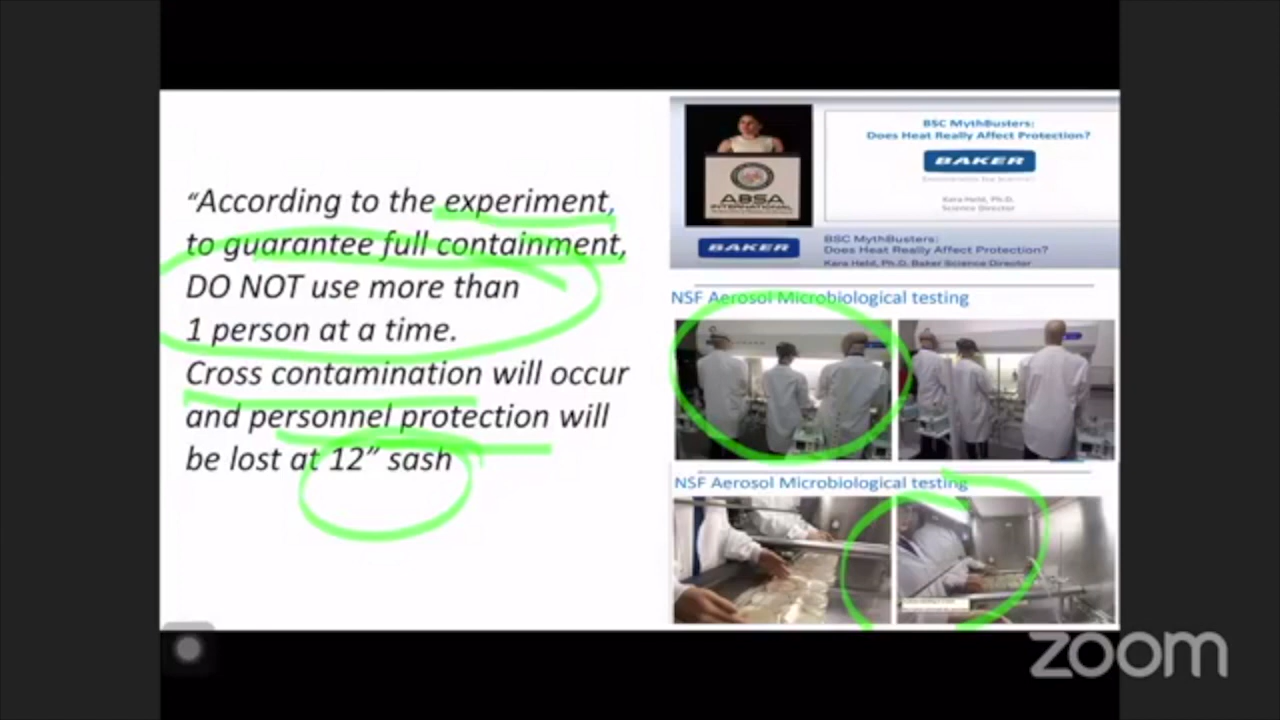 “According to the experiment,
to guarantee full containment,
DO NOT use more than
1 person at a time.
Cross contamination will occur
and personnel protection will
be lost at 12” sash
ABSA
INTERNATIONAL
BSC MythBusters:
Does Heat Really Affect Protection?
BAKER
Kara Held, Ph.D.
Science Director
BAKER
BSC MythBusters:
Does Heat Really Affect Protection?
Kara Held, Ph.D. Baker Science Director
NSF Aerosol Microbiological testing
NSF Aerosol Microbiological testing
zoom